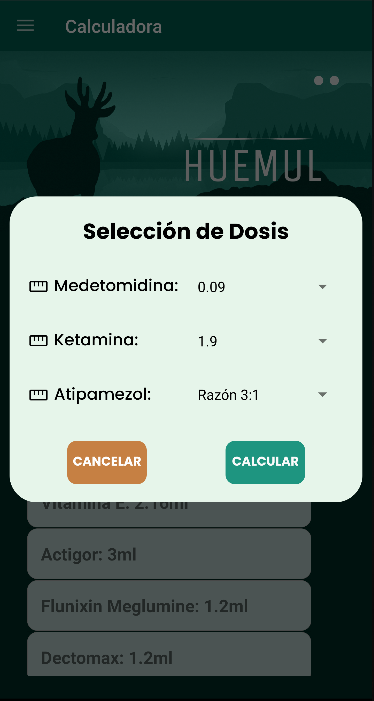 Calculadora
HUEMUL
Selección de Dosis
Medetomidina: 0.09
Ketamina: 1.9
Atipamezol: Razón 3:1
CANCELAR CALCULAR
Vitamina E: 2.16ml
Actigor: 3ml
Flunixin Meglumine: 1.2ml
Dectomax: 1.2ml